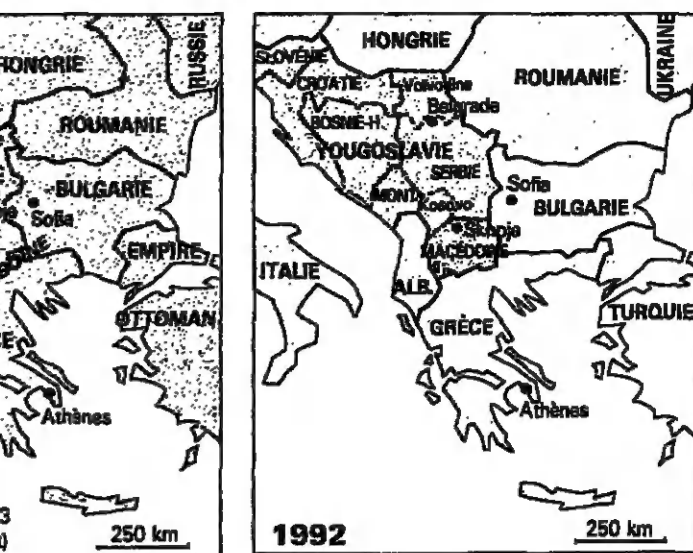 HONGRIE
RUSSIE
ROUMANIE
BULGARIE
Sofia
EMPIRE
OTTOMAN
Athènes
250 km
HONGRIE
UKRAINE
SLOVÉNIE
CROATIE
Voïvodine
ROUMANIE
Belgrade
BOSNIE-H.
YOUGOSLAVIE
SERBIE
MONT.
Kosovo
Sofia
BULGARIE
Skopje
MACÉDOINE
ITALIE
ALB.
TURQUIE
GRÈCE
Athènes
1992
250 km